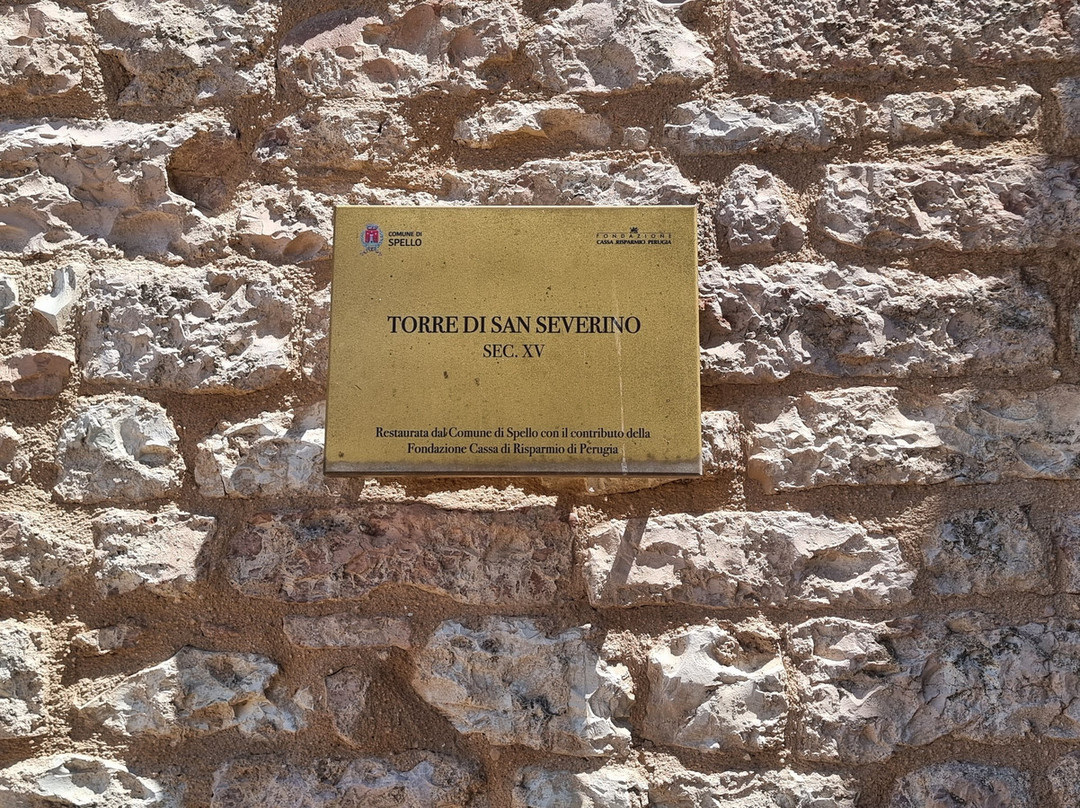 COMUNE DI
SPELLO
FONDAZIONE
CASSA RISPARMIO PERUGIA
TORRE DI SAN SEVERINO
SEC. XV
Restaurata dal Comune di Spello con il contributo della
Fondazione Cassa di Risparmio di Perugia